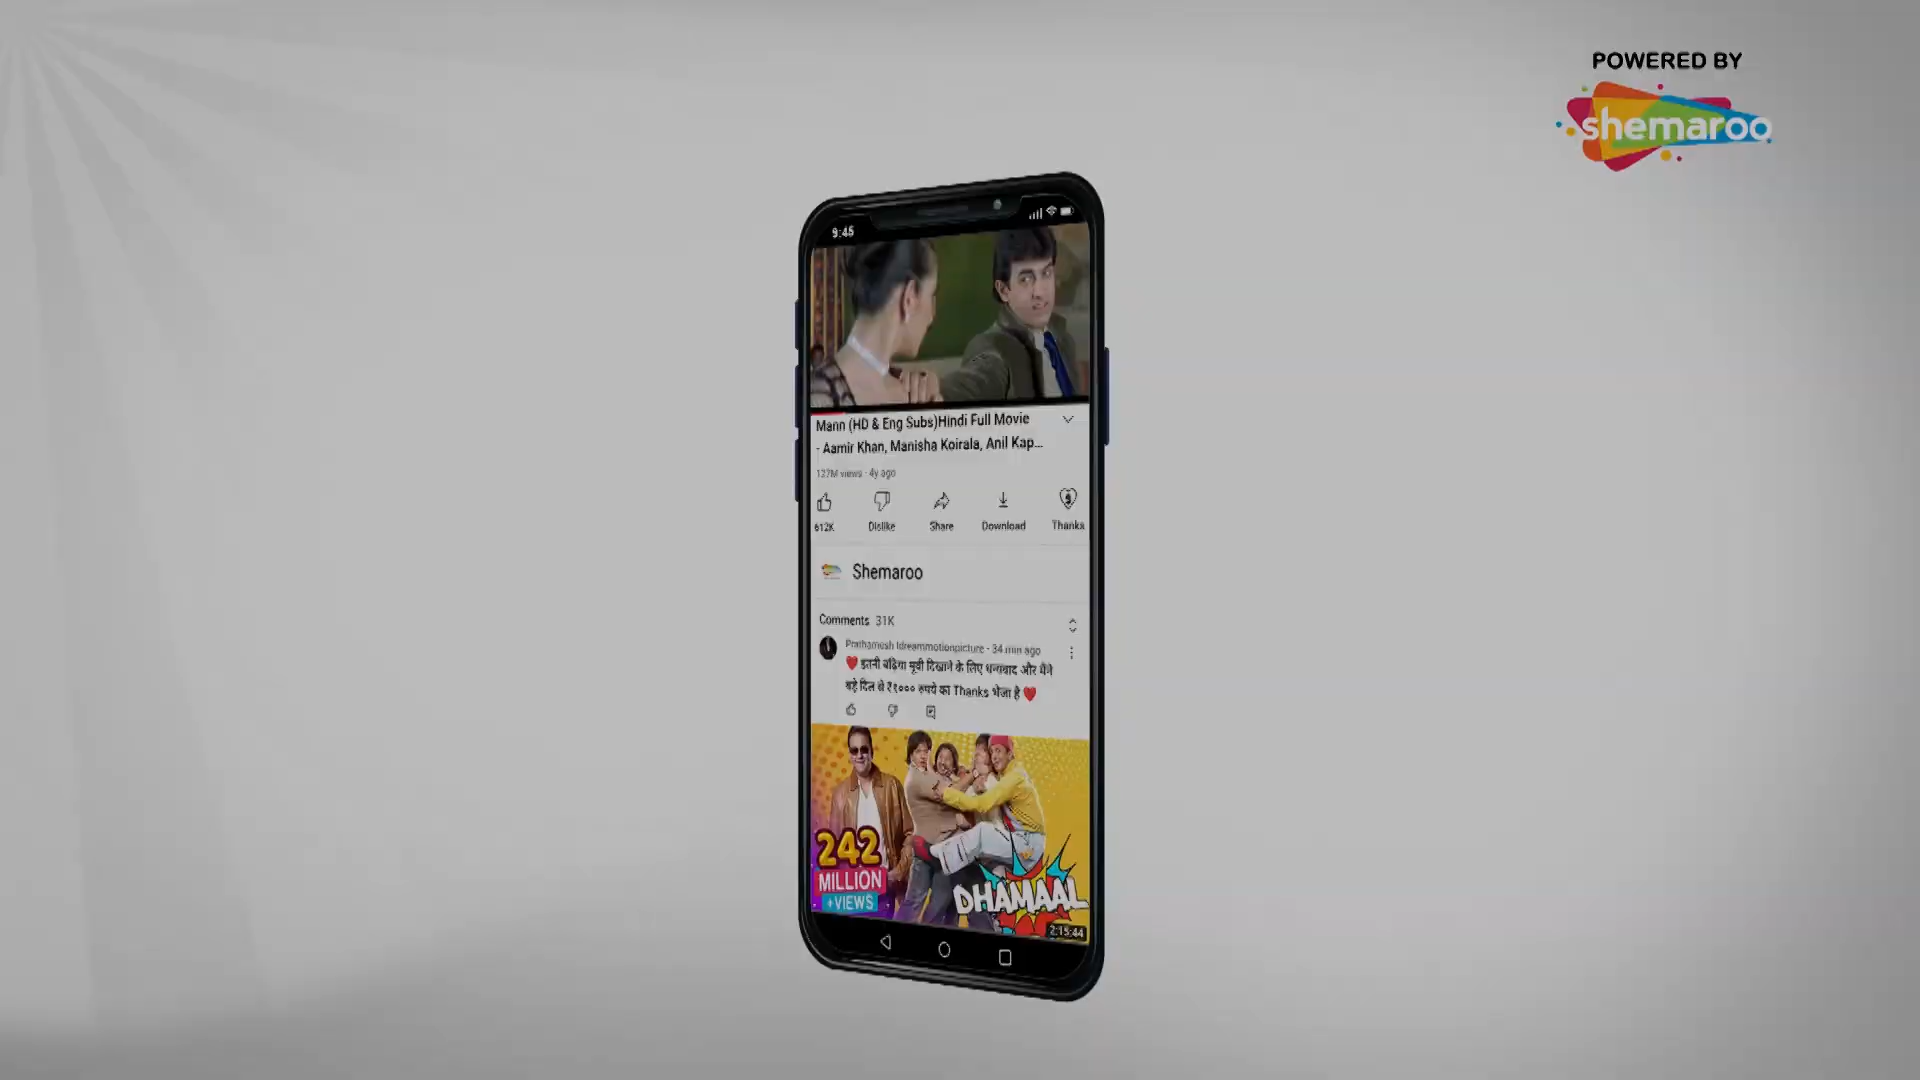 POWERED BY
shemaroo
9:45
Mann (HD & Eng Subs)Hindi Full Movie
- Aamir Khan, Manisha Koirala, Anil Kap...
127M views · 4y ago
612K
Dislike
Share
Download
Thanks
Shemaroo
Comments 31K
Prathamesh Idreammotionpicture - 34 min ago
❤️ इतनी बढ़िया मूवी दिखाने के लिए धन्यवाद और मैंने
बड़े दिल से ₹१००० रुपये का Thanks भेजा है ❤️
242
MILLION
+VIEWS
DHAMAAL
2:15:44